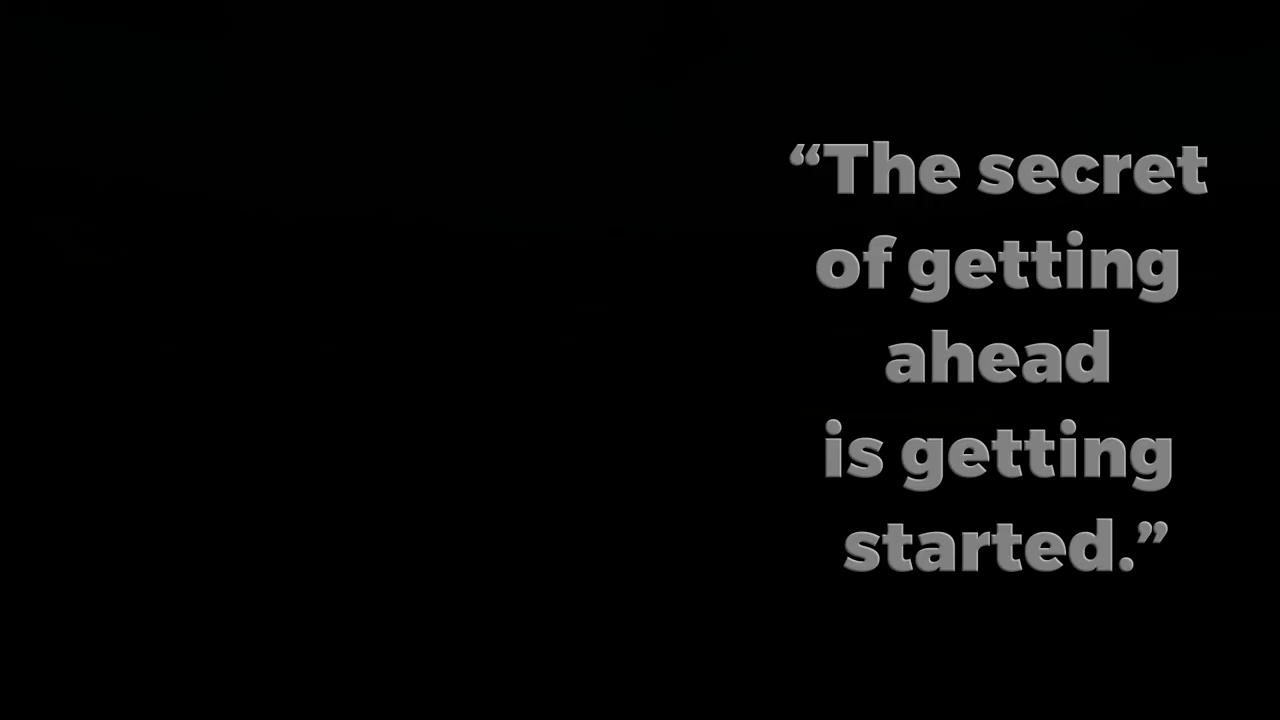 “The secret
of getting
ahead
is getting
started.”